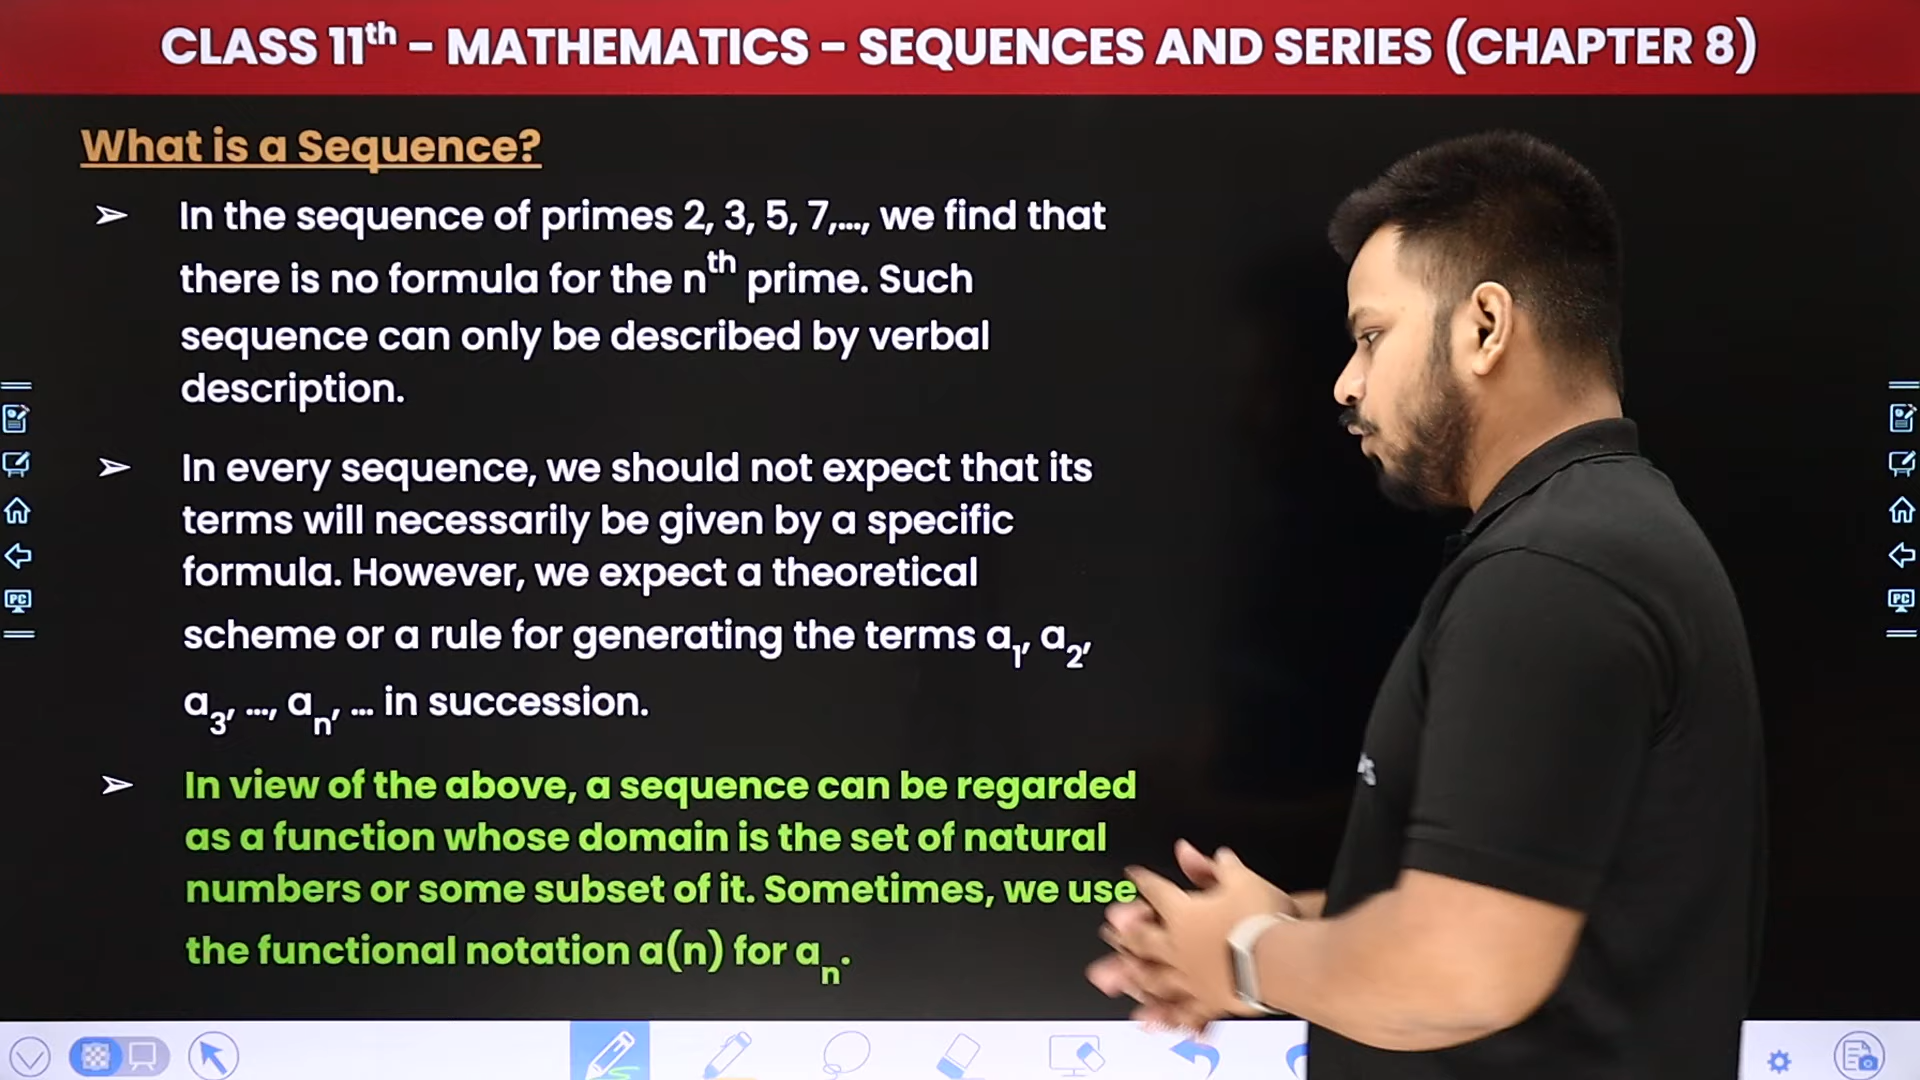 CLASS 11th – MATHEMATICS – SEQUENCES AND SERIES (CHAPTER 8)
What is a Sequence?
➢ In the sequence of primes 2, 3, 5, 7,…, we find that
there is no formula for the nth prime. Such
sequence can only be described by verbal
description.
➢ In every sequence, we should not expect that its
terms will necessarily be given by a specific
formula. However, we expect a theoretical
scheme or a rule for generating the terms a1, a2,
a3, …, an, … in succession.
➢ In view of the above, a sequence can be regarded
as a function whose domain is the set of natural
numbers or some subset of it. Sometimes, we use
the functional notation a(n) for an.
PC
PC